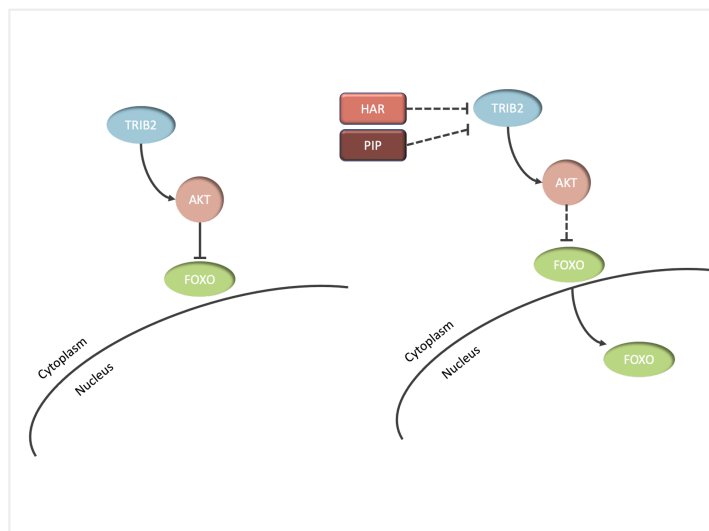 TRIB2
AKT
FOXO
Cytoplasm
Nucleus
HAR
PIP
TRIB2
AKT
FOXO
Cytoplasm
Nucleus
FOXO